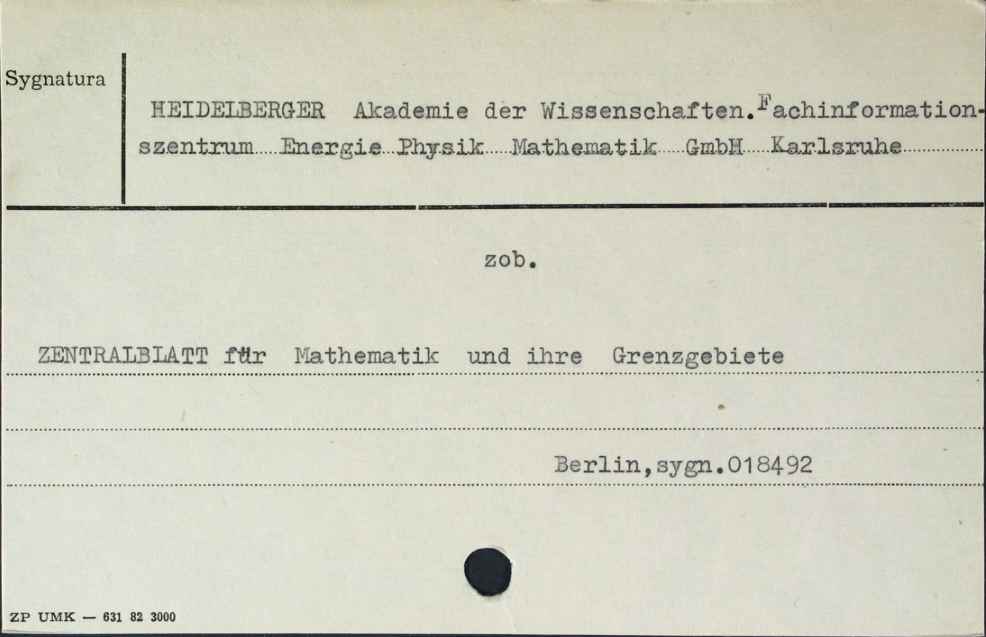 Sygnatura
HEIDELBERGER Akademie der Wissenschaften. Fachinformation-
szentrum Energie Physik Mathematik GmbH Karlsruhe
zob.
ZENTRALBLATT für Mathematik und ihre Grenzgebiete
Berlin,sygn.018492
ZP UMK — 631 82 3000